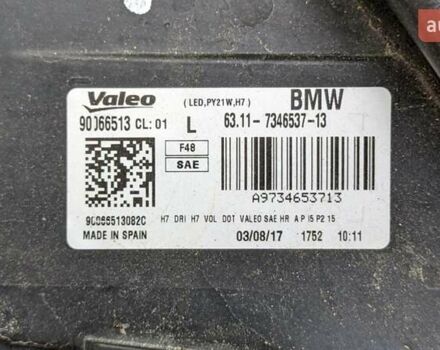 Valeo (LED,PY21W,H7) BMW
90066513 CL: 01 L 63.11- 7346537-13
F48
SAE
A9734653713
90066513082C H7 DRI H7 VOL DOT VALEO SAE HR A P I5 P2 15
MADE IN SPAIN 03/08/17 1752 10:11